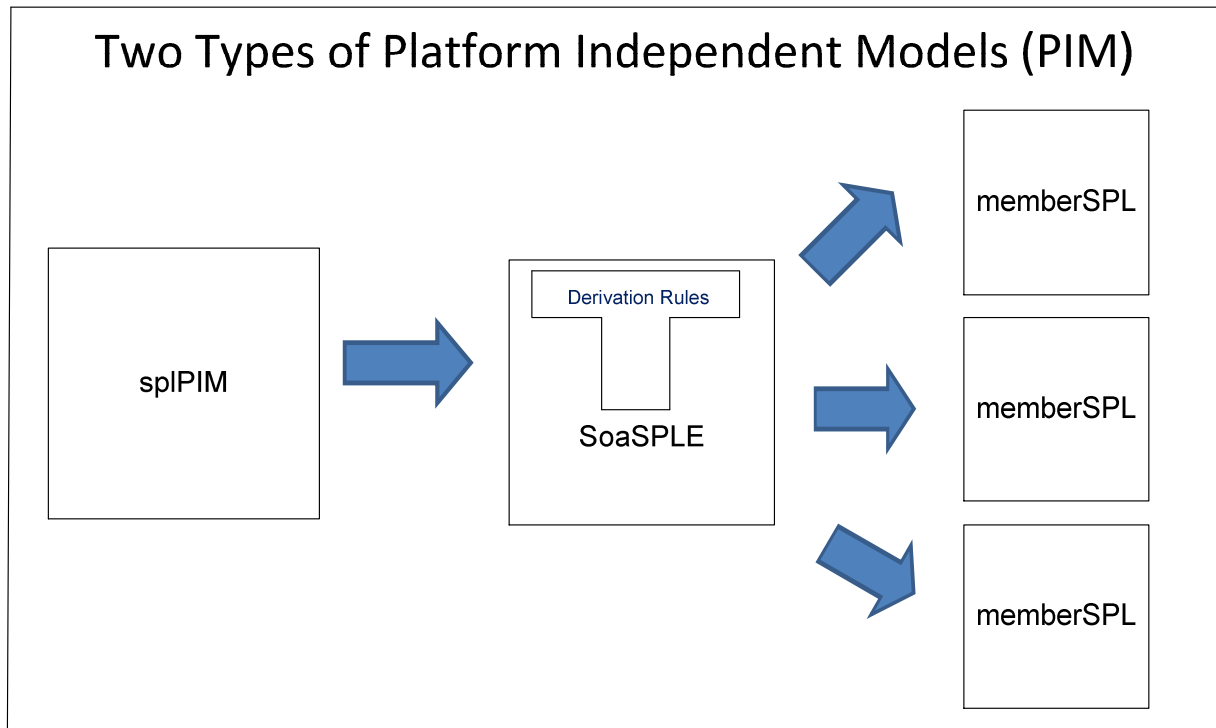 Two Types of Platform Independent Models (PIM)
splPIM
Derivation Rules
SoaSPLE
memberSPL
memberSPL
memberSPL